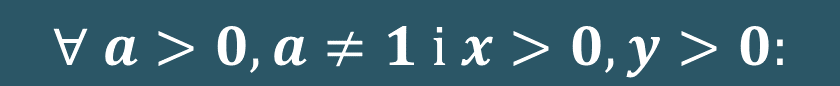 ∀ a > 0, a ≠ 1 i x > 0, y > 0: